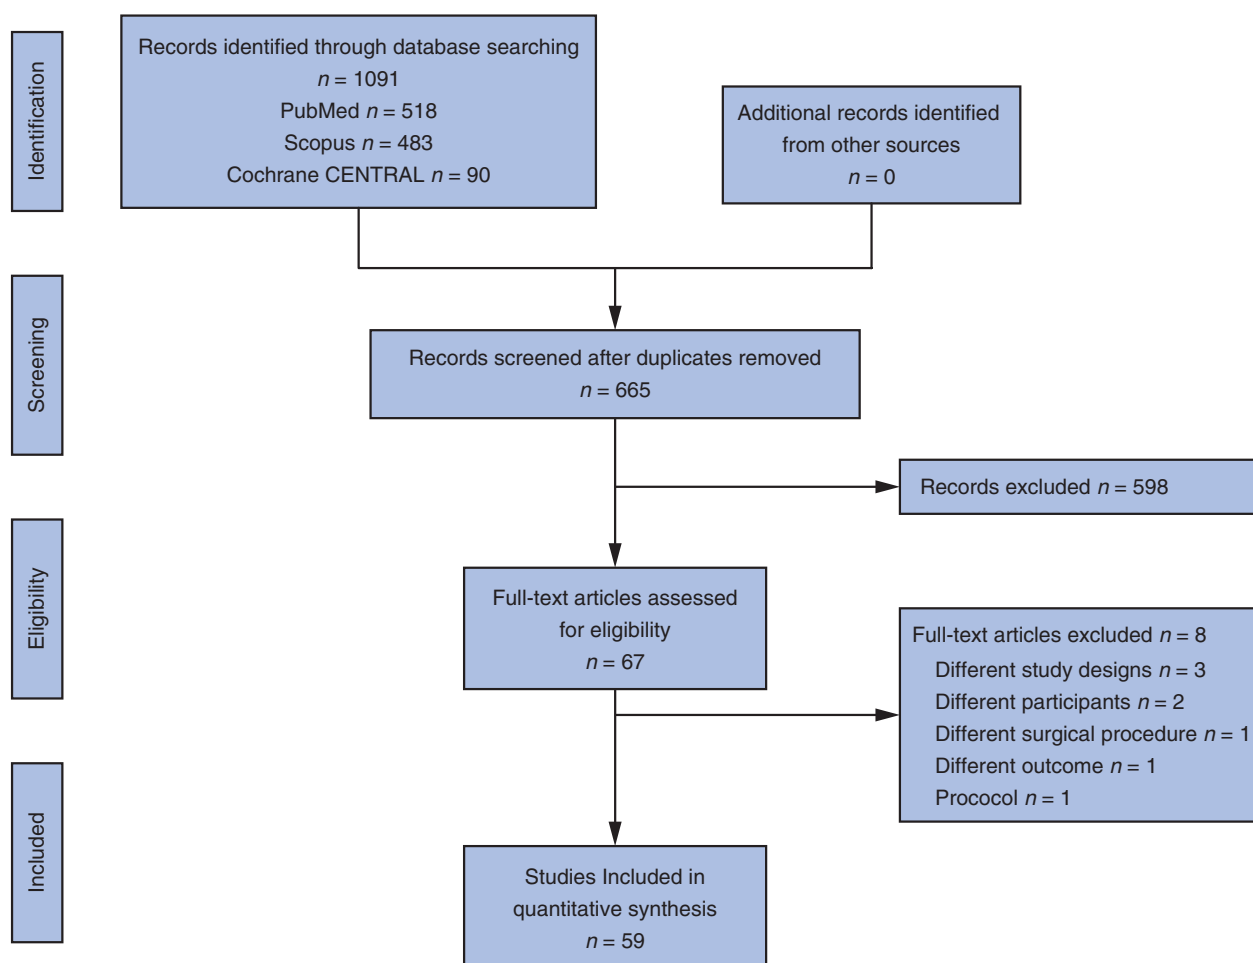 Identification
Records identified through database searching
n = 1091
PubMed n = 518
Scopus n = 483
Cochrane CENTRAL n = 90
Additional records identified
from other sources
n = 0
Screening
Records screened after duplicates removed
n = 665
Records excluded n = 598
Eligibility
Full-text articles assessed
for eligibility
n = 67
Full-text articles excluded n = 8
Different study designs n = 3
Different participants n = 2
Different surgical procedure n = 1
Different outcome n = 1
Prococol n = 1
Included
Studies Included in
quantitative synthesis
n = 59